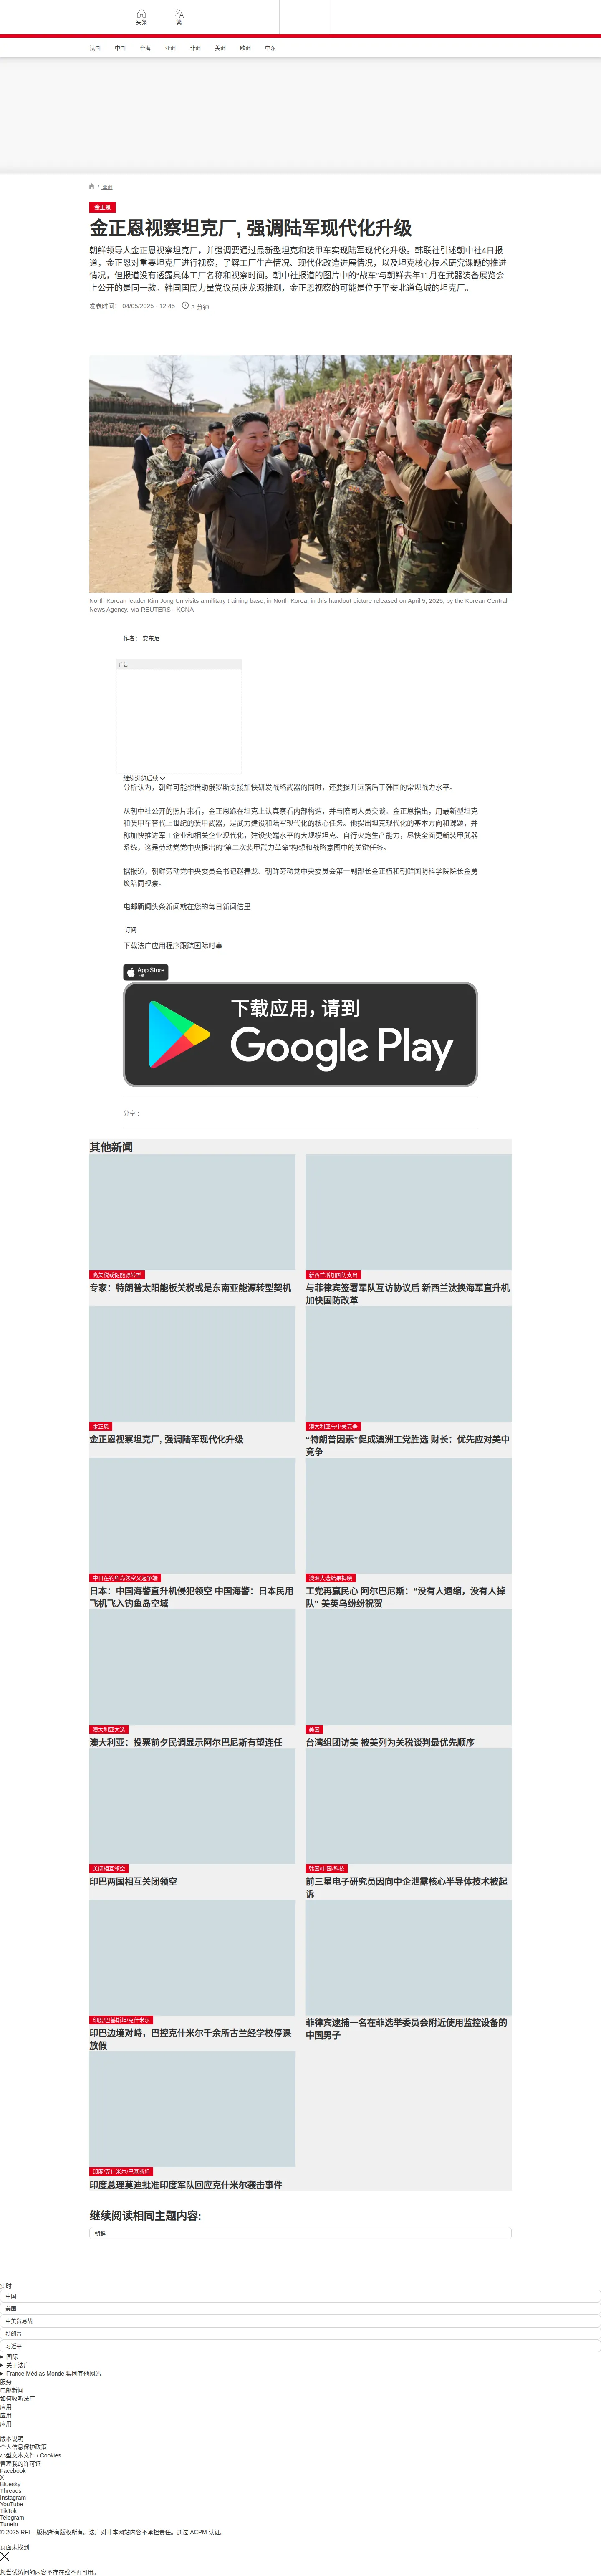 头条
繁
法国
中国
台海
亚洲
非洲
美洲
欧洲
中东
/ 亚洲
金正恩
金正恩视察坦克厂, 强调陆军现代化升级
朝鲜领导人金正恩视察坦克厂，并强调要通过最新型坦克和装甲车实现陆军现代化升级。韩联社引述朝中社4日报
道，金正恩对重要坦克厂进行视察，了解工厂生产情况、现代化改造进展情况，以及坦克核心技术研究课题的推进
情况，但报道没有透露具体工厂名称和视察时间。朝中社报道的图片中的“战车”与朝鲜去年11月在武器装备展览会
上公开的是同一款。韩国国民力量党议员庾龙源推测，金正恩视察的可能是位于平安北道龟城的坦克厂。
发表时间： 04/05/2025 - 12:45
3 分钟
North Korean leader Kim Jong Un visits a military training base, in North Korea, in this handout picture released on April 5, 2025, by the Korean Central
News Agency. via REUTERS - KCNA
作者： 安东尼
广告
继续浏览后续
分析认为，朝鲜可能想借助俄罗斯支援加快研发战略武器的同时，还要提升远落后于韩国的常规战力水平。
从朝中社公开的照片来看，金正恩跪在坦克上认真察看内部构造，并与陪同人员交谈。金正恩指出，用最新型坦克
和装甲车替代上世纪的装甲武器，是武力建设和陆军现代化的核心任务。他提出坦克现代化的基本方向和课题，并
称加快推进军工企业和相关企业现代化，建设尖端水平的大规模坦克、自行火炮生产能力，尽快全面更新装甲武器
系统，这是劳动党党中央提出的“第二次装甲武力革命”构想和战略意图中的关键任务。
据报道，朝鲜劳动党中央委员会书记赵春龙、朝鲜劳动党中央委员会第一副部长金正植和朝鲜国防科学院院长金勇
焕陪同视察。
电邮新闻头条新闻就在您的每日新闻信里
订阅
下载法广应用程序跟踪国际时事
App Store
下载
下载应用，请到
Google Play
分享 :
其他新闻
高关税或促能源转型
专家：特朗普太阳能板关税或是东南亚能源转型契机
新西兰增加国防支出
与菲律宾签署军队互访协议后 新西兰汰换海军直升机
加快国防改革
金正恩
金正恩视察坦克厂, 强调陆军现代化升级
澳大利亚与中美竞争
“特朗普因素”促成澳洲工党胜选 财长：优先应对美中
竞争
中日在钓鱼岛领空又起争端
日本：中国海警直升机侵犯领空 中国海警：日本民用
飞机飞入钓鱼岛空域
澳洲大选结果揭晓
工党再赢民心 阿尔巴尼斯：“没有人退缩，没有人掉
队” 美英乌纷纷祝贺
澳大利亚大选
澳大利亚：投票前夕民调显示阿尔巴尼斯有望连任
美国
台湾组团访美 被美列为关税谈判最优先顺序
关闭相互领空
印巴两国相互关闭领空
韩国/中国/科技
前三星电子研究员因向中企泄露核心半导体技术被起
诉
印度/巴基斯坦/克什米尔
印巴边境对峙，巴控克什米尔千余所古兰经学校停课
放假
菲律宾逮捕一名在菲选举委员会附近使用监控设备的
中国男子
印度/克什米尔/巴基斯坦
印度总理莫迪批准印度军队回应克什米尔袭击事件
继续阅读相同主题内容:
朝鲜
实时
中国
美国
中美贸易战
特朗普
习近平
国际
关于法广
France Médias Monde 集团其他网站
服务
电邮新闻
如何收听法广
应用
应用
应用
版本说明
个人信息保护政策
小型文本文件 / Cookies
管理我的许可证
Facebook
X
Bluesky
Threads
Instagram
YouTube
TikTok
Telegram
TuneIn
© 2025 RFI – 版权所有版权所有。法广对非本网站内容不承担责任。通过 ACPM 认证。
页面未找到
您尝试访问的内容不存在或不再可用。